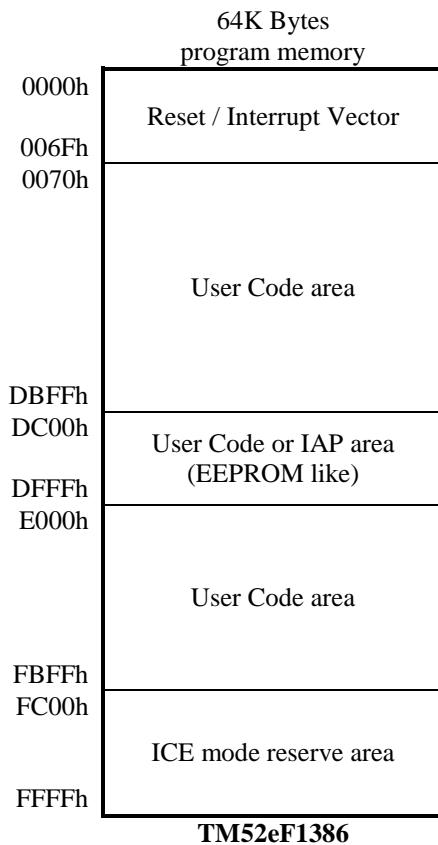 64K Bytes
program memory
0000h
Reset / Interrupt Vector
006Fh
0070h
User Code area
DBFFh
DC00h
User Code or IAP area
(EEPROM like)
DFFFh
E000h
User Code area
FBFFh
FC00h
ICE mode reserve area
FFFFh
TM52eF1386